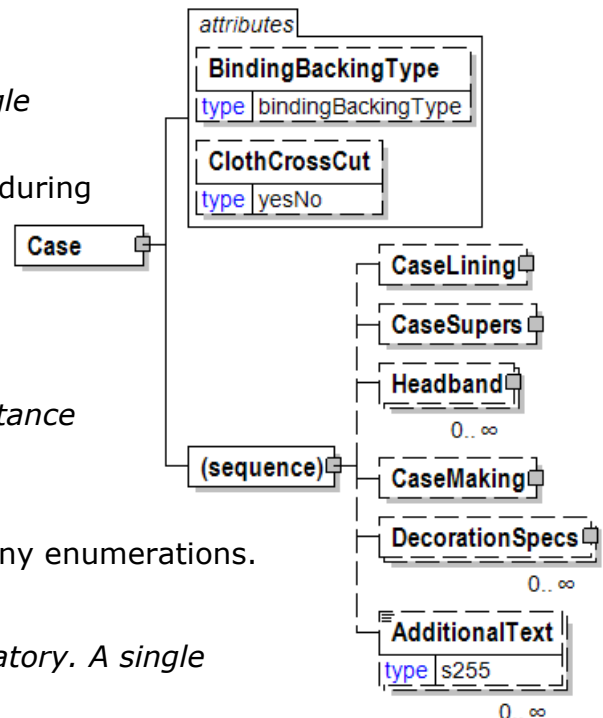 attributes
BindingBackingType
type bindingBackingType
ClothCrossCut
type yesNo
during
Case
CaseLining
CaseSupers
Headband
0.. ∞
(sequence)
CaseMaking
DecorationSpecs
0.. ∞
ny enumerations.
AdditionalText
type s255
0.. ∞
A single